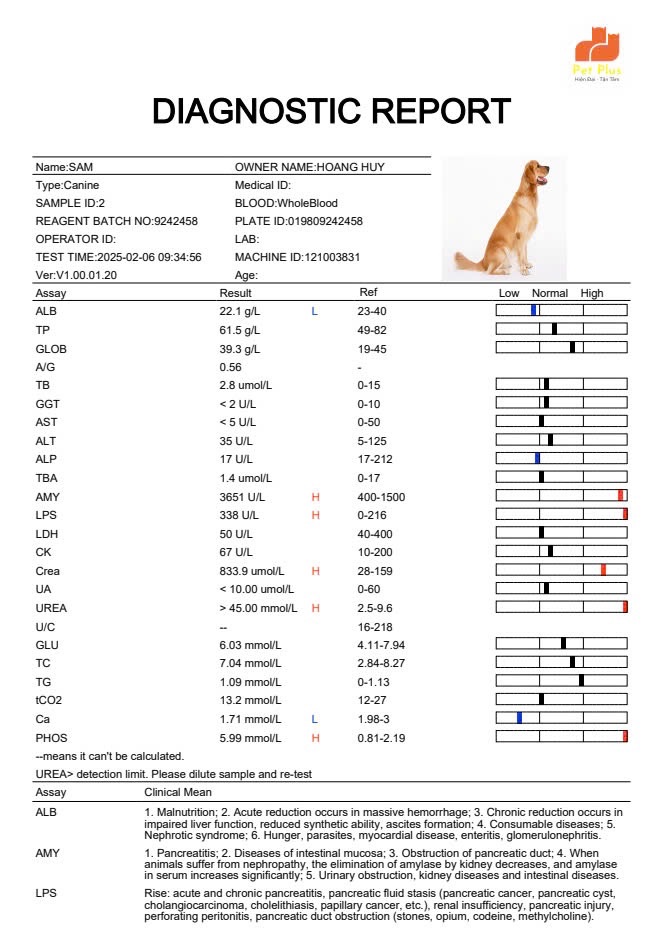 Pet Plus
Hiện Đại - Tận Tâm
DIAGNOSTIC REPORT
Name:SAM OWNER NAME:HOANG HUY
Type:Canine Medical ID:
SAMPLE ID:2 BLOOD:WholeBlood
REAGENT BATCH NO:9242458 PLATE ID:019809242458
OPERATOR ID: LAB:
TEST TIME:2025-02-06 09:34:56 MACHINE ID:121003831
Ver:V1.00.01.20 Age:
Assay Result Ref Low Normal High
ALB 22.1 g/L L 23-40
TP 61.5 g/L 49-82
GLOB 39.3 g/L 19-45
A/G 0.56 -
TB 2.8 umol/L 0-15
GGT < 2 U/L 0-10
AST < 5 U/L 0-50
ALT 35 U/L 5-125
ALP 17 U/L 17-212
TBA 1.4 umol/L 0-17
AMY 3651 U/L H 400-1500
LPS 338 U/L H 0-216
LDH 50 U/L 40-400
CK 67 U/L 10-200
Crea 833.9 umol/L H 28-159
UA < 10.00 umol/L 0-60
UREA > 45.00 mmol/L H 2.5-9.6
U/C -- 16-218
GLU 6.03 mmol/L 4.11-7.94
TC 7.04 mmol/L 2.84-8.27
TG 1.09 mmol/L 0-1.13
tCO2 13.2 mmol/L 12-27
Ca 1.71 mmol/L L 1.98-3
PHOS 5.99 mmol/L H 0.81-2.19
--means it can't be calculated.
UREA> detection limit. Please dilute sample and re-test
Assay Clinical Mean
ALB 1. Malnutrition; 2. Acute reduction occurs in massive hemorrhage; 3. Chronic reduction occurs in
impaired liver function, reduced synthetic ability, ascites formation; 4. Consumable diseases; 5.
Nephrotic syndrome; 6. Hunger, parasites, myocardial disease, enteritis, glomerulonephritis.
AMY 1. Pancreatitis; 2. Diseases of intestinal mucosa; 3. Obstruction of pancreatic duct; 4. When
animals suffer from nephropathy, the elimination of amylase by kidney decreases, and amylase
in serum increases significantly; 5. Urinary obstruction, kidney diseases and intestinal diseases.
LPS Rise: acute and chronic pancreatitis, pancreatic fluid stasis (pancreatic cancer, pancreatic cyst,
cholangiocarcinoma, cholelithiasis, papillary cancer, etc.), renal insufficiency, pancreatic injury,
perforating peritonitis, pancreatic duct obstruction (stones, opium, codeine, methylcholine).